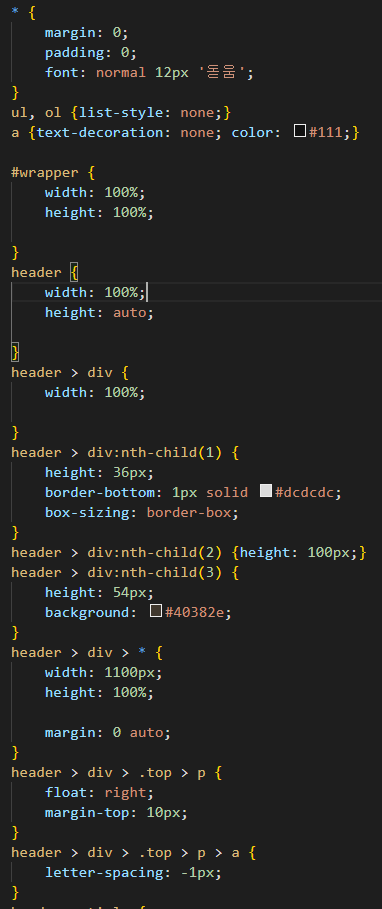 * {
    margin: 0;
    padding: 0;
    font: normal 12px '돋움';
}
ul, ol {list-style: none;}
a {text-decoration: none; color: #111;}

#wrapper {
    width: 100%;
    height: 100%;

}
header {
    width: 100%;
    height: auto;

}
header > div {
    width: 100%;

}
header > div:nth-child(1) {
    height: 36px;
    border-bottom: 1px solid #dcdcdc;
    box-sizing: border-box;
}
header > div:nth-child(2) {height: 100px;}
header > div:nth-child(3) {
    height: 54px;
    background: #40382e;
}
header > div > * {
    width: 1100px;
    height: 100%;

    margin: 0 auto;
}
header > div > .top > p {
    float: right;
    margin-top: 10px;
}
header > div > .top > p > a {
    letter-spacing: -1px;
}